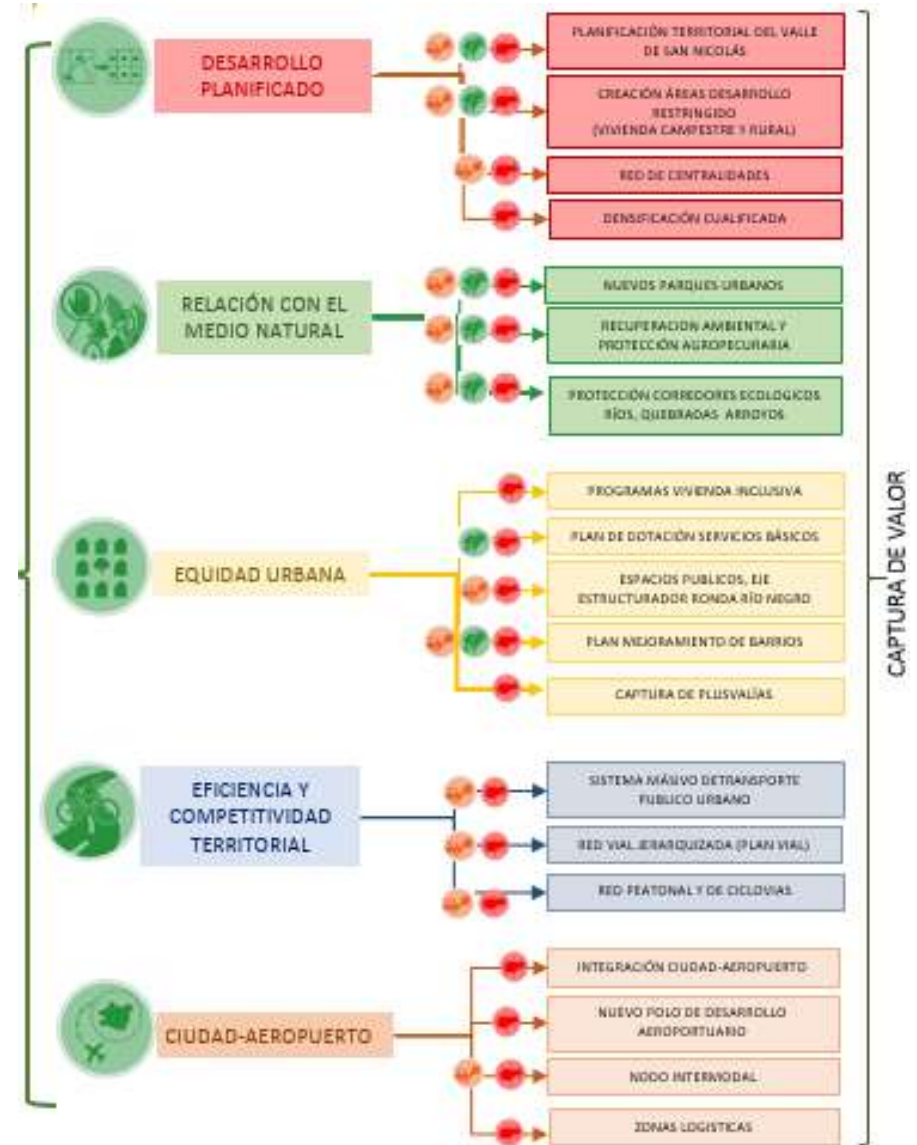 DESARROLLO
PLANIFICADO
PLANIFICACIÓN TERRITORIAL DEL VALLE
DE SAN NICOLÁS
CREACIÓN ÁREAS DESARROLLO
RESTRINGIDO
(VIVIENDA CAMPESTRE Y RURAL)
RED DE CENTRALIDADES
DENSIFICACIÓN CUALIFICADA
RELACIÓN CON EL
MEDIO NATURAL
NUEVOS PARQUES URBANOS
RECUPERACION AMBIENTAL Y
PROTECCIÓN AGROPECURARIA
PROTECCIÓN CORREDORES ECOLOGICOS
RÍOS, QUEBRADAS ARROYOS
EQUIDAD URBANA
PROGRAMAS VIVIENDA INCLUSIVA
PLAN DE DOTACIÓN SERVICIOS BÁSICOS
ESPACIOS PUBLICOS, EJE
ESTRUCTURADOR RONDA RÍO NEGRO
PLAN MEJORAMIENTO DE BARRIOS
CAPTURA DE PLUSVALÍAS
EFICIENCIA Y
COMPETITIVIDAD
TERRITORIAL
SISTEMA MÁSIVO DETRANSPORTE
PUBLICO URBANO
RED VIAL JERARQUIZADA (PLAN VIAL)
RED PEATONAL Y DE CICLOVIAS
CIUDAD-AEROPUERTO
INTEGRACIÓN CIUDAD-AEROPUERTO
NUEVO POLO DE DESARROLLO
AEROPORTUARIO
NODO INTERMODAL
ZONAS LOGISTICAS
CAPTURA DE VALOR